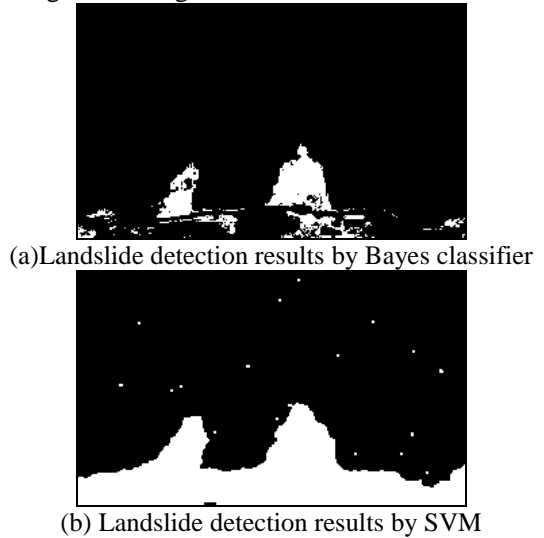 (a)Landslide detection results by Bayes classifier
(b) Landslide detection results by SVM